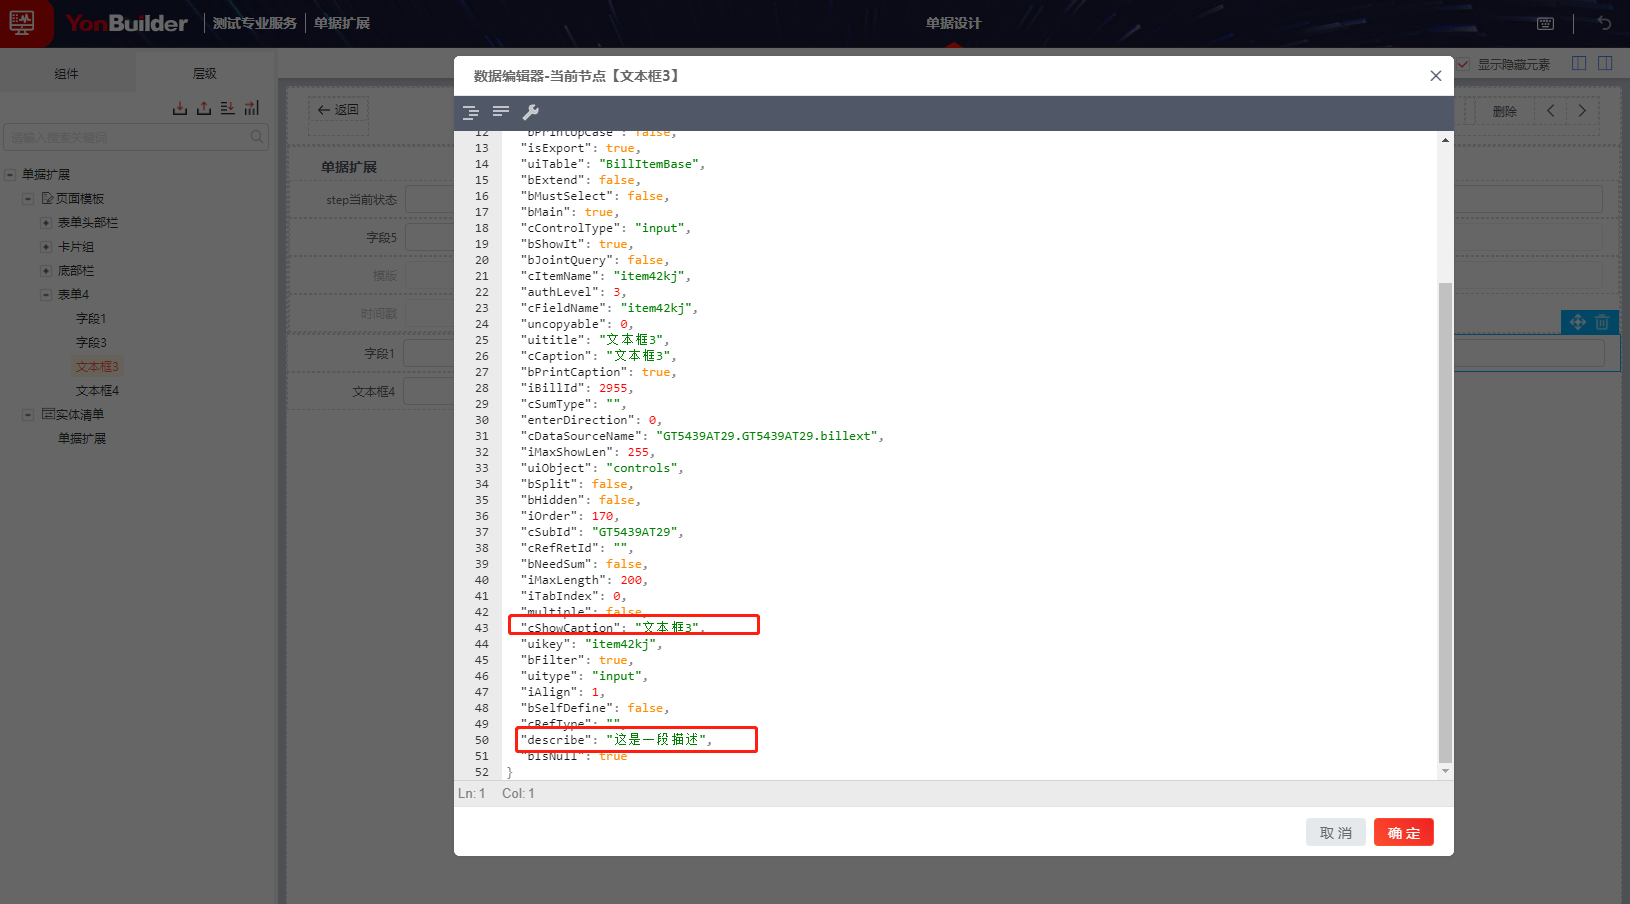 YonBuilder 测试专业服务 单据扩展 单据设计
组件 层级
请输入搜索关键词
单据扩展
页面模板
表单头部栏
卡片组
底部栏
表单4
字段1
字段3
文本框3
文本框4
实体清单
单据扩展
返回
单据扩展
step当前状态
字段5
模版
时间戳
字段1
文本框4
显示隐藏元素
删除
数据编辑器-当前节点【文本框3】
12 "bPrintUpCase": false,
13 "isExport": true,
14 "uiTable": "BillItemBase",
15 "bExtend": false,
16 "bMustSelect": false,
17 "bMain": true,
18 "cControlType": "input",
19 "bShowIt": true,
20 "bJointQuery": false,
21 "cItemName": "item42kj",
22 "authLevel": 3,
23 "cFieldName": "item42kj",
24 "uncopyable": 0,
25 "uititle": "文本框3",
26 "cCaption": "文本框3",
27 "bPrintCaption": true,
28 "iBillId": 2955,
29 "cSumType": "",
30 "enterDirection": 0,
31 "cDataSourceName": "GT5439AT29.GT5439AT29.billext",
32 "iMaxShowLen": 255,
33 "uiObject": "controls",
34 "bSplit": false,
35 "bHidden": false,
36 "iOrder": 170,
37 "cSubId": "GT5439AT29",
38 "cRefRetId": "",
39 "bNeedSum": false,
40 "iMaxLength": 200,
41 "iTabIndex": 0,
42 "multiple": false,
43 "cShowCaption": "文本框3",
44 "uikey": "item42kj",
45 "bFilter": true,
46 "uitype": "input",
47 "iAlign": 1,
48 "bSelfDefine": false,
49 "cRefType": ""
50 "describe": "这是一段描述",
51 "bIsNull": true
52 }
Ln: 1 Col: 1
取消 确定